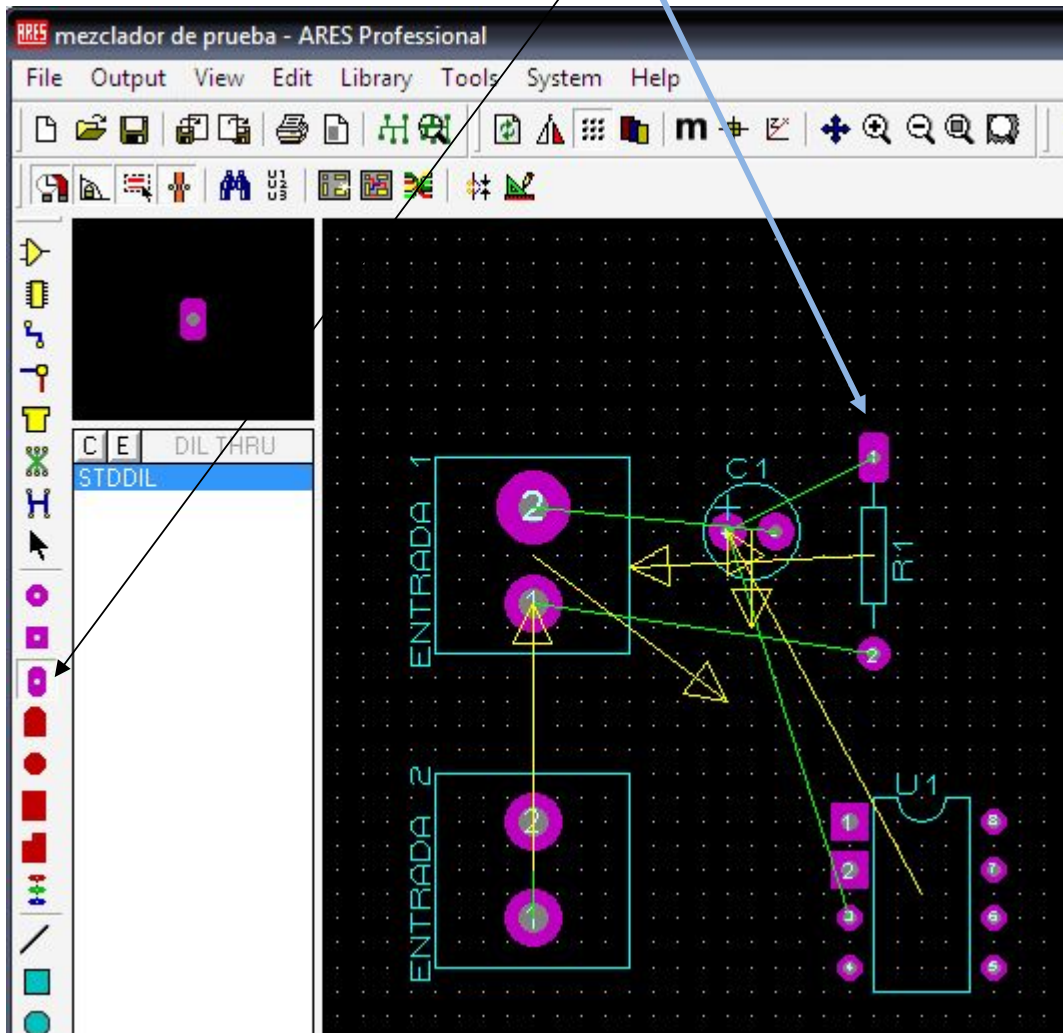 ARES mezclador de prueba - ARES Professional
File Output View Edit Library Tools System Help
m
C E DIL THRU
STDDIL
ENTRADA 1
2
1
C1
+
R1
2
ENTRADA 2
2
1
U1
1 8
2 7
3 6
4 5